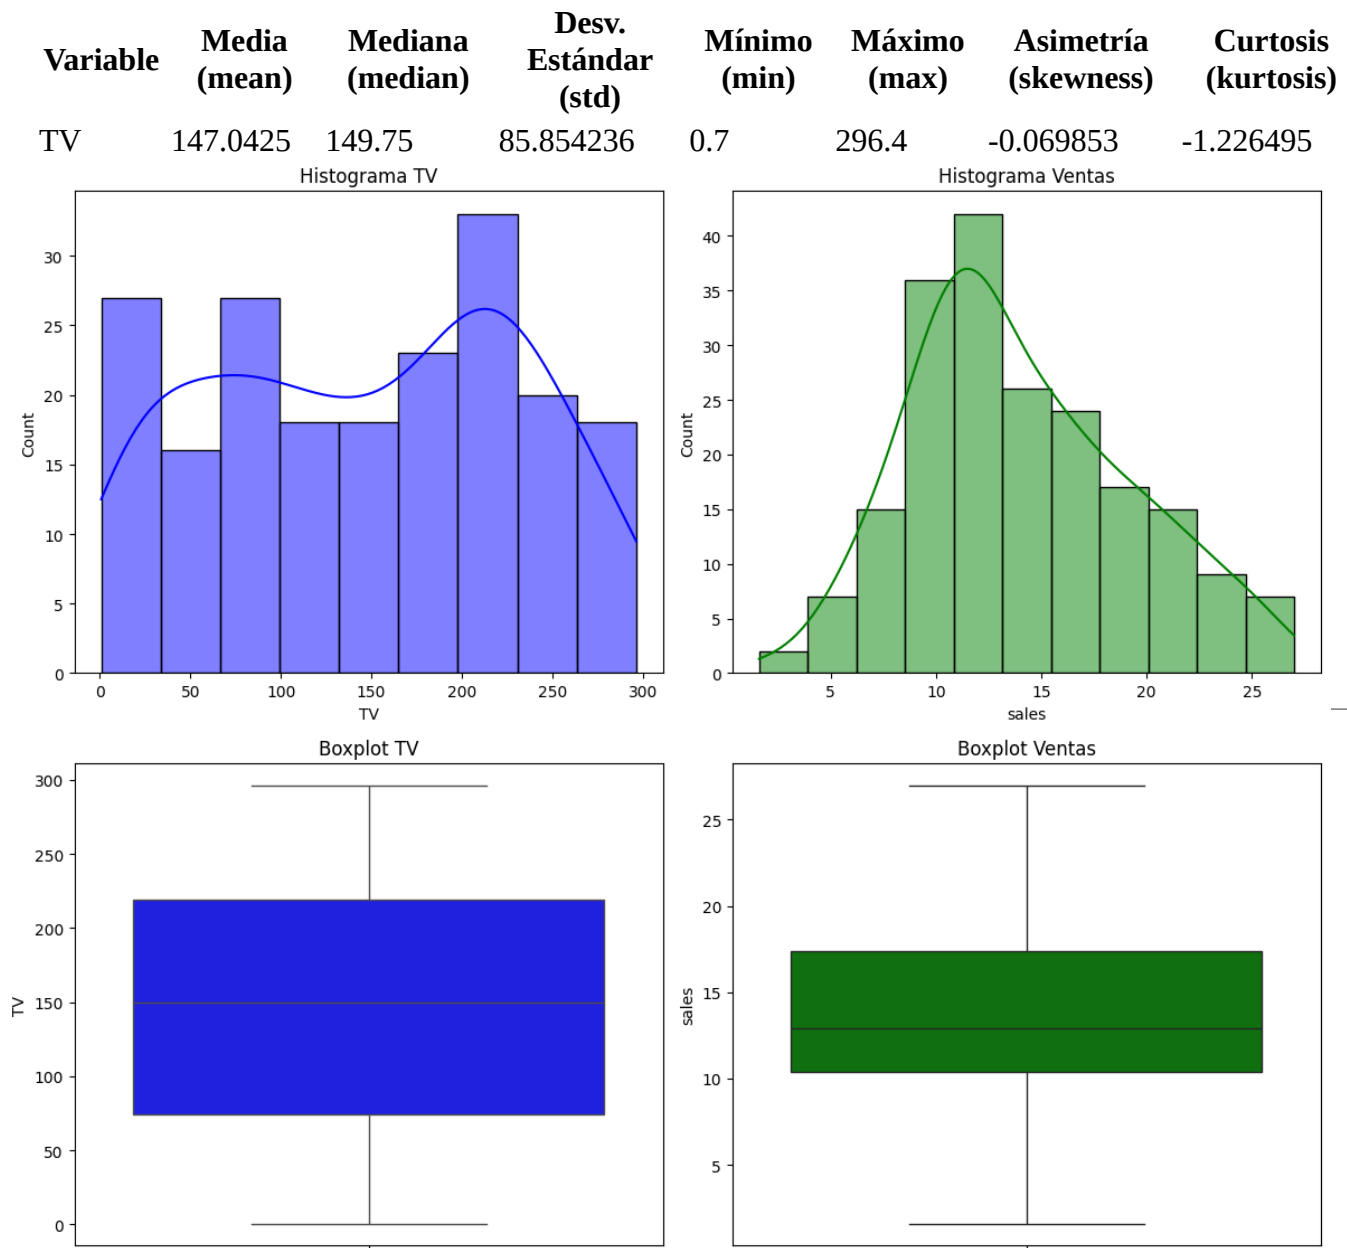 Variable Media (mean) Mediana (median) Desv. Estándar (std) Mínimo (min) Máximo (max) Asimetría (skewness) Curtosis (kurtosis)
TV 147.0425 149.75 85.854236 0.7 296.4 -0.069853 -1.226495
Histograma TV
30
25
20
15
10
5
0
Count
0 50 100 150 200 250 300
TV
Histograma Ventas
40
35
30
25
20
15
10
5
0
Count
5 10 15 20 25
sales
Boxplot TV
300
250
200
150
100
50
0
TV
Boxplot Ventas
25
20
15
10
5
sales